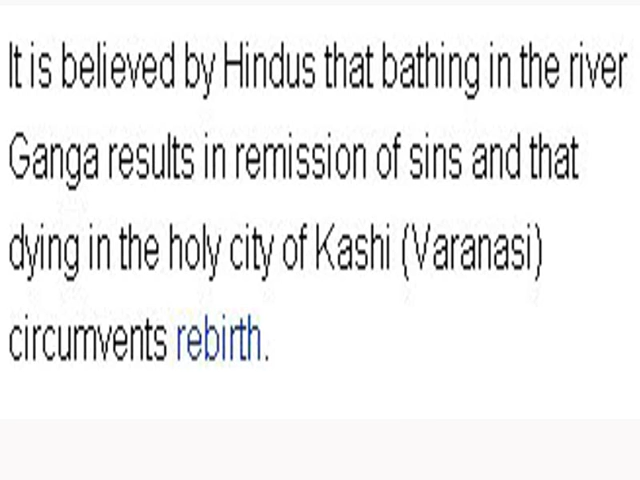 It is believed by Hindus that bathing in the river
Ganga results in remission of sins and that
dying in the holy city of Kashi (Varanasi)
circumvents rebirth.